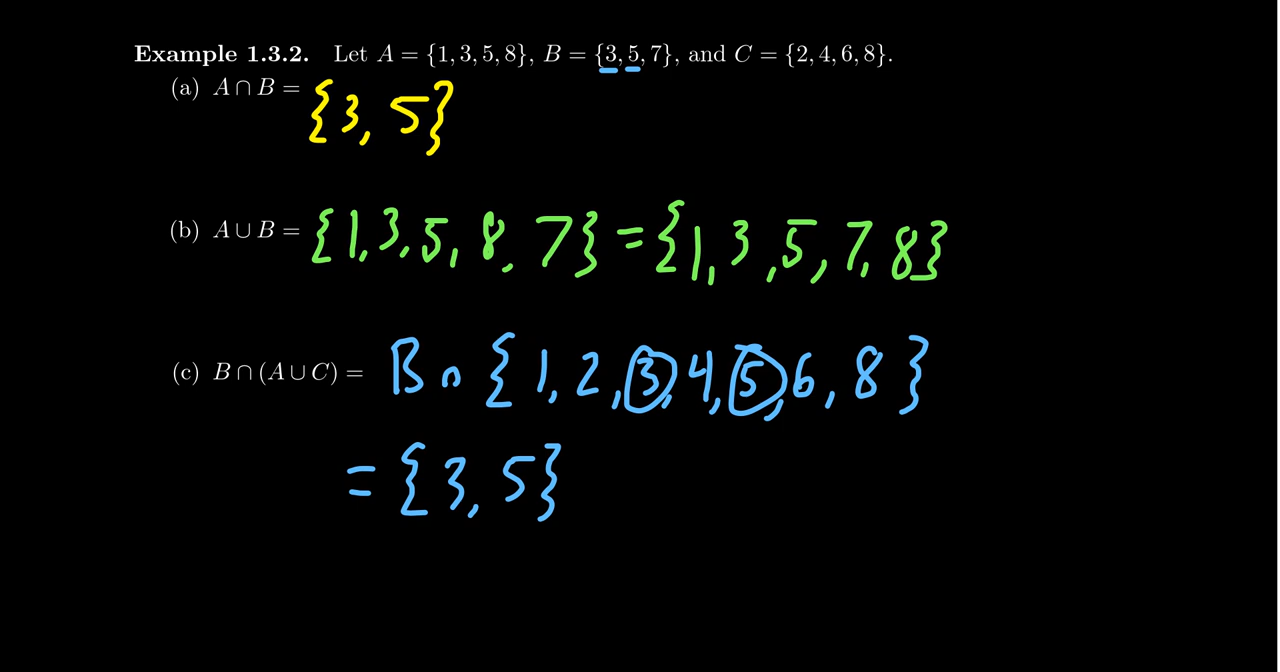 Example 1.3.2. Let A = {1, 3, 5, 8}, B = {3, 5, 7}, and C = {2, 4, 6, 8}.
(a) A ∩ B = {3, 5}
(b) A ∪ B = {1, 3, 5, 8, 7} = {1, 3, 5, 7, 8}
(c) B ∩ (A ∪ C) = B ∩ {1, 2, 3, 4, 5, 6, 8}
= {3, 5}